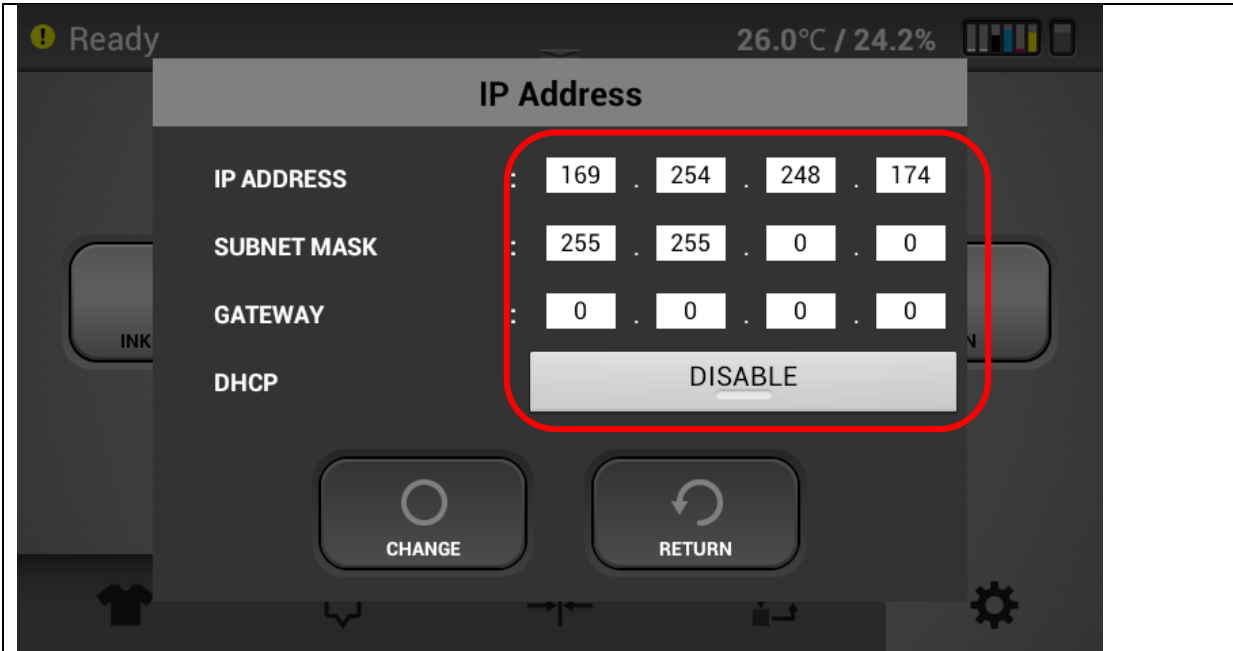 ! Ready 26.0℃ / 24.2%
IP Address
IP ADDRESS : 169 . 254 . 248 . 174
SUBNET MASK : 255 . 255 . 0 . 0
GATEWAY : 0 . 0 . 0 . 0
INK N
DHCP DISABLE
CHANGE RETURN